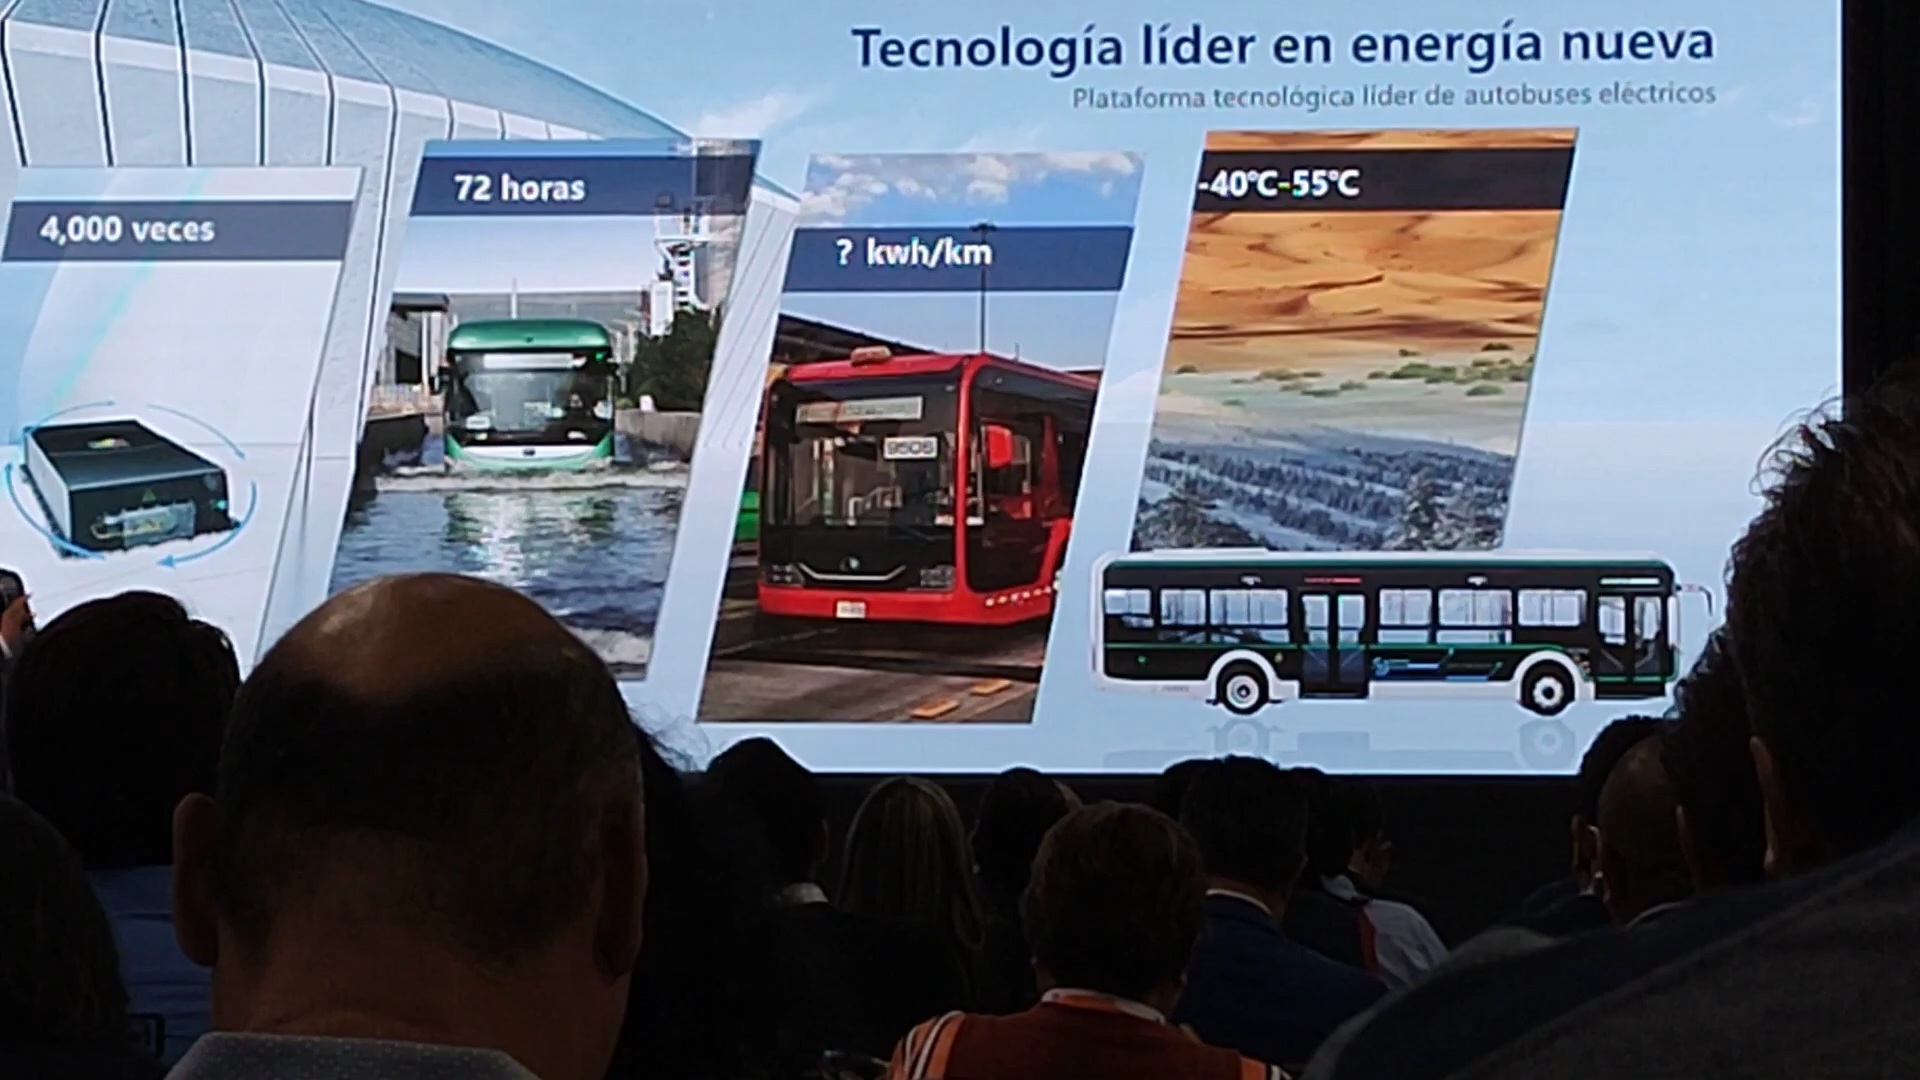 Tecnología líder en energía nueva
Plataforma tecnológica líder de autobuses eléctricos
4,000 veces
72 horas
? kwh/km
-40°C-55°C
9506